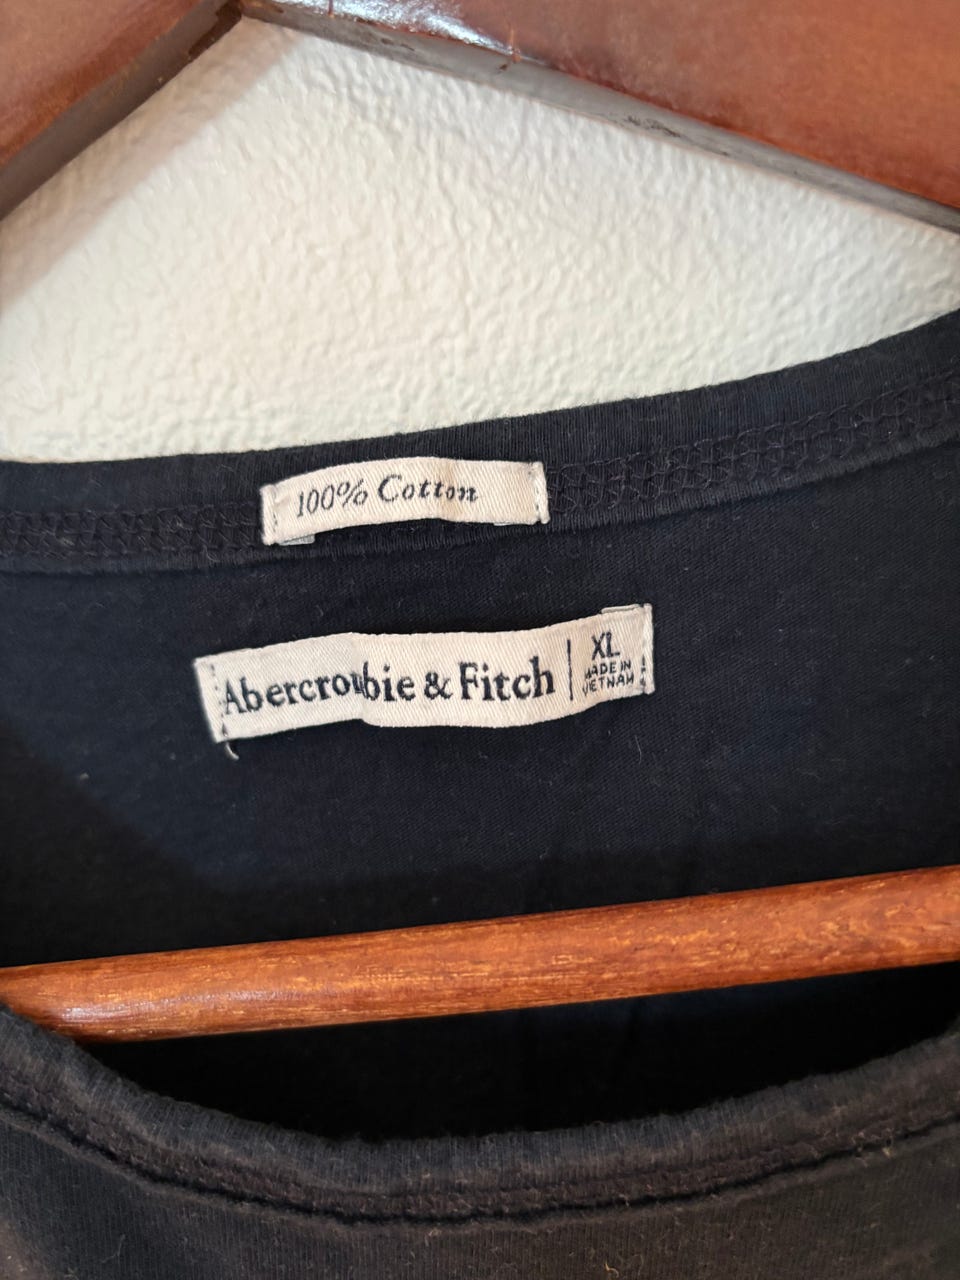 100% Cotton
Abercrombie & Fitch
XL
MADE IN
VIETNAM